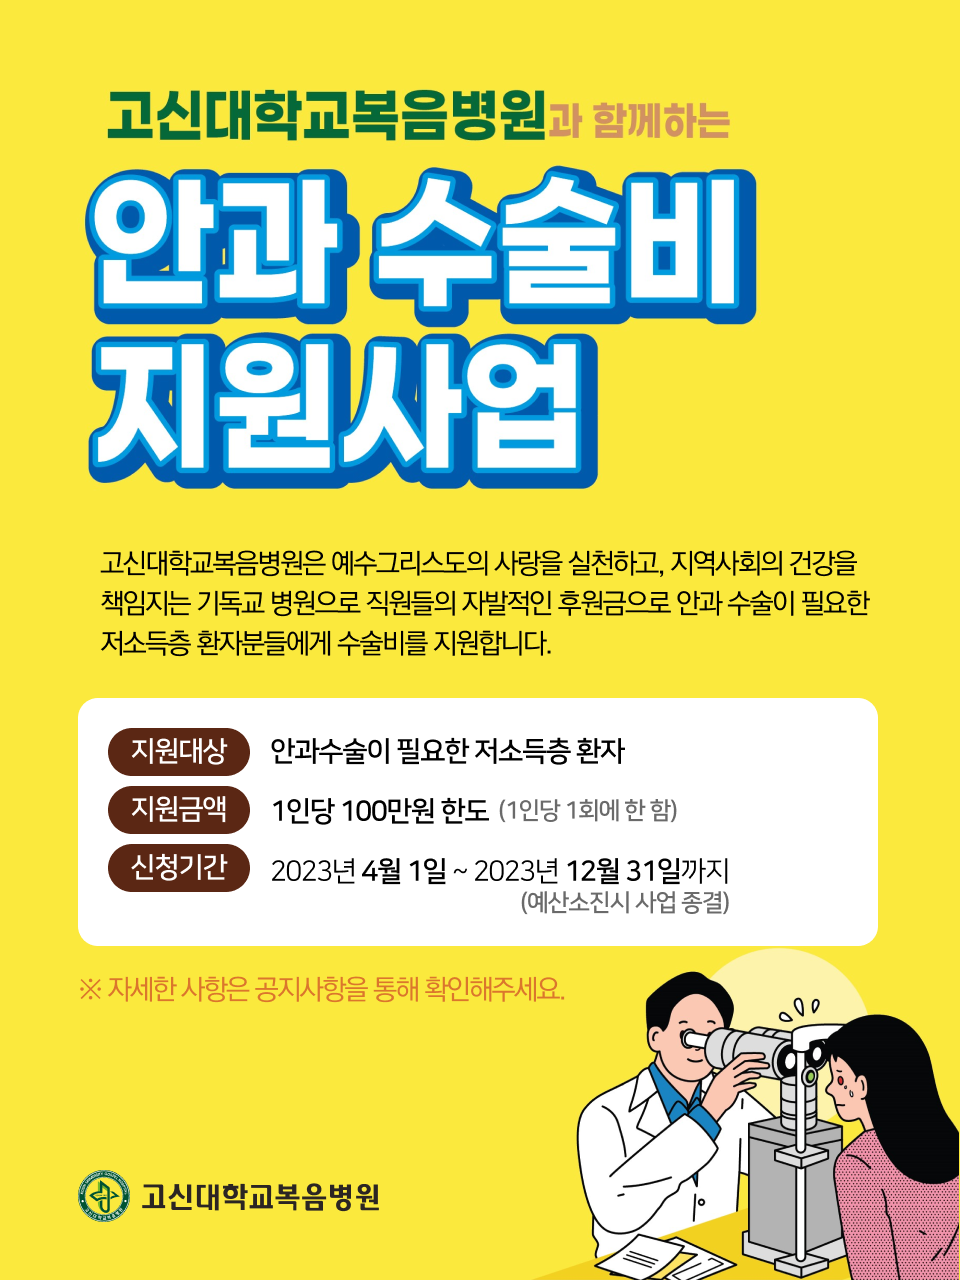 고신대학교복음병원과 함께하는
안과 수술비
지원사업
고신대학교복음병원은 예수그리스도의 사랑을 실천하고, 지역사회의 건강을
책임지는 기독교 병원으로 직원들의 자발적인 후원금으로 안과 수술이 필요한
저소득층 환자분들에게 수술비를 지원합니다.
지원대상 안과수술이 필요한 저소득층 환자
지원금액 1인당 100만원 한도 (1인당 1회에 한 함)
신청기간 2023년 4월 1일 ~ 2023년 12월 31일까지
(예산소진시 사업 종결)
※ 자세한 사항은 공지사항을 통해 확인해주세요.
고신대학교복음병원